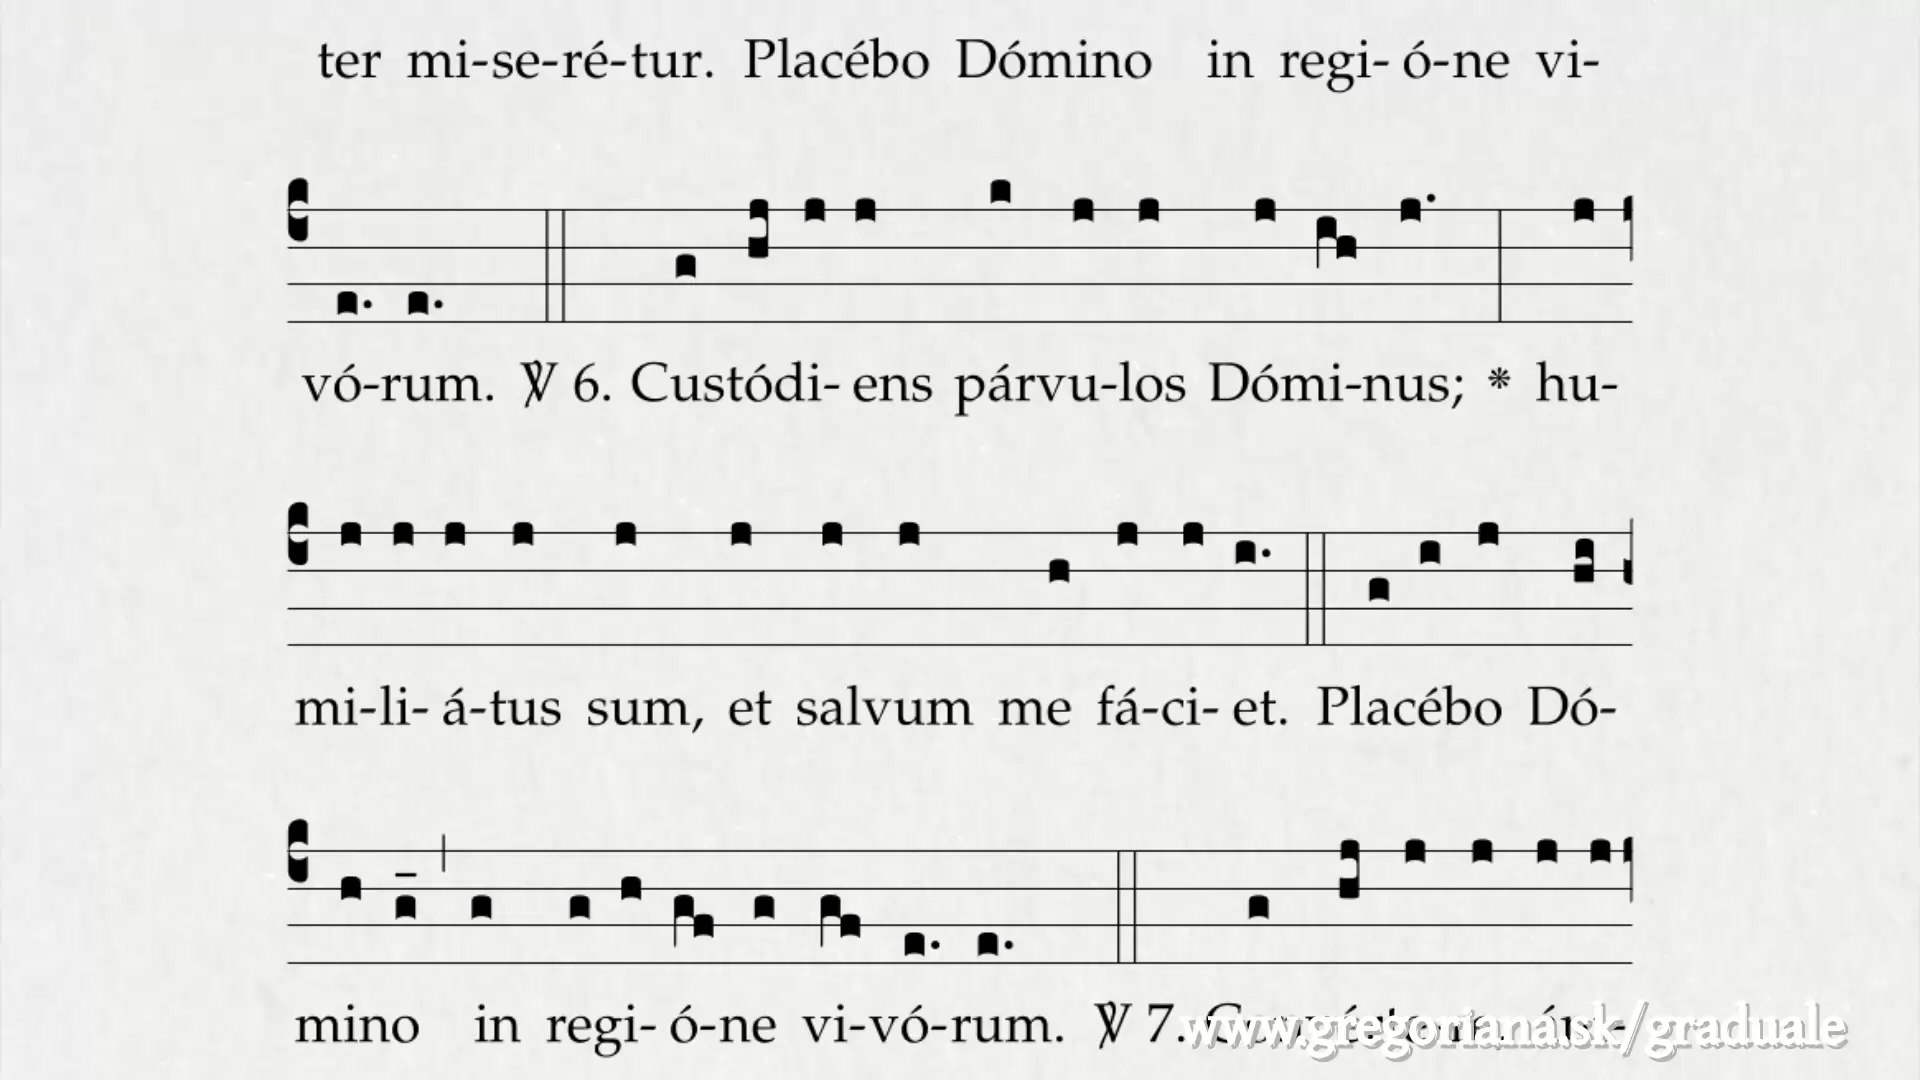 ter mi-se-ré-tur. Placébo Dómino in regi- ó-ne vi-
vó-rum. ℣ 6. Custódi- ens párvu-los Dómi-nus; * hu-
mi-li- á-tus sum, et salvum me fá-ci- et. Placébo Dó-
mino in regi- ó-ne vi-vó-rum. ℣ 7.
www.gregoriana.sk/graduale